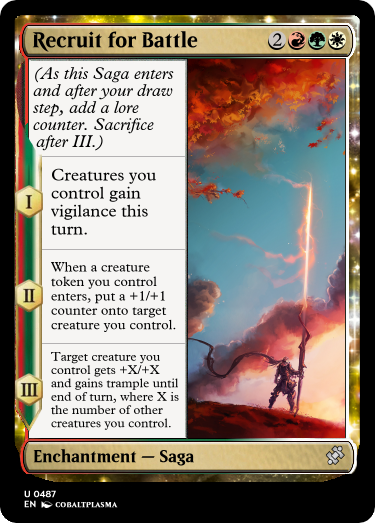 Recruit for Battle 2
(As this Saga enters
and after your draw
step, add a lore
counter. Sacrifice
after III.)
I
Creatures you
control gain
vigilance this
turn.
II
When a creature
token you control
enters, put a +1/+1
counter onto target
creature you control.
III
Target creature you
control gets +X/+X
and gains trample until
end of turn, where X is
the number of other
creatures you control.
Enchantment — Saga
U 0487
EN COBALTPLASMA